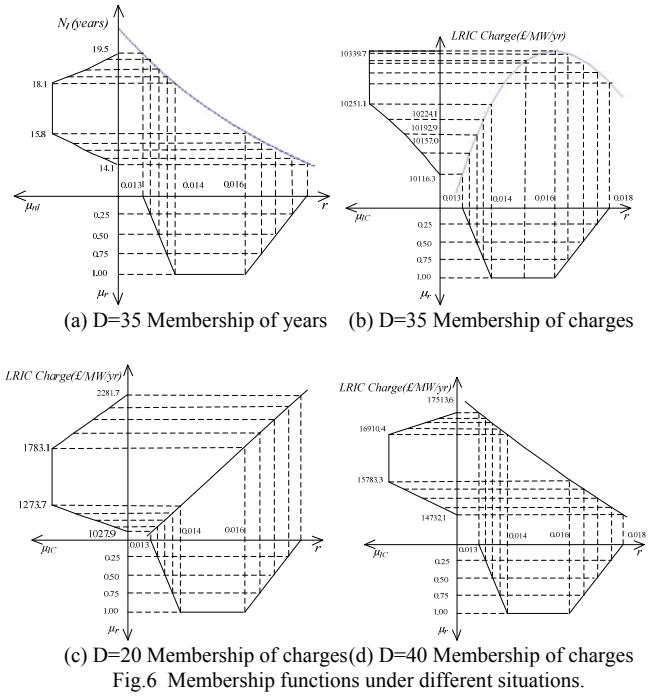 N_I (years)
19.5
18.1
15.8
14.1
0.013
0.014
0.016
μ_nI
r
0.25
0.50
0.75
1.00
μ_r
(a) D=35 Membership of years
LRIC Charge(£/MW/yr)
10339.7
10251.1
10224.1
10192.9
10157.0
10116.3
0.013
0.014
0.016
0.018
μ_IC
r
0.25
0.50
0.75
1.00
μ_r
(b) D=35 Membership of charges
LRIC Charge(£/MW/yr)
2281.7
1783.1
1273.7
1027.9
0.013
0.014
0.016
μ_IC
r
0.25
0.50
0.75
1.00
μ_r
(c) D=20 Membership of charges
LRIC Charge(£/MW/yr)
17513.6
16910.4
15783.3
14732.1
0.013
0.014
0.016
0.018
μ_IC
r
0.25
0.50
0.75
1.00
μ_r
(d) D=40 Membership of charges
Fig.6 Membership functions under different situations.